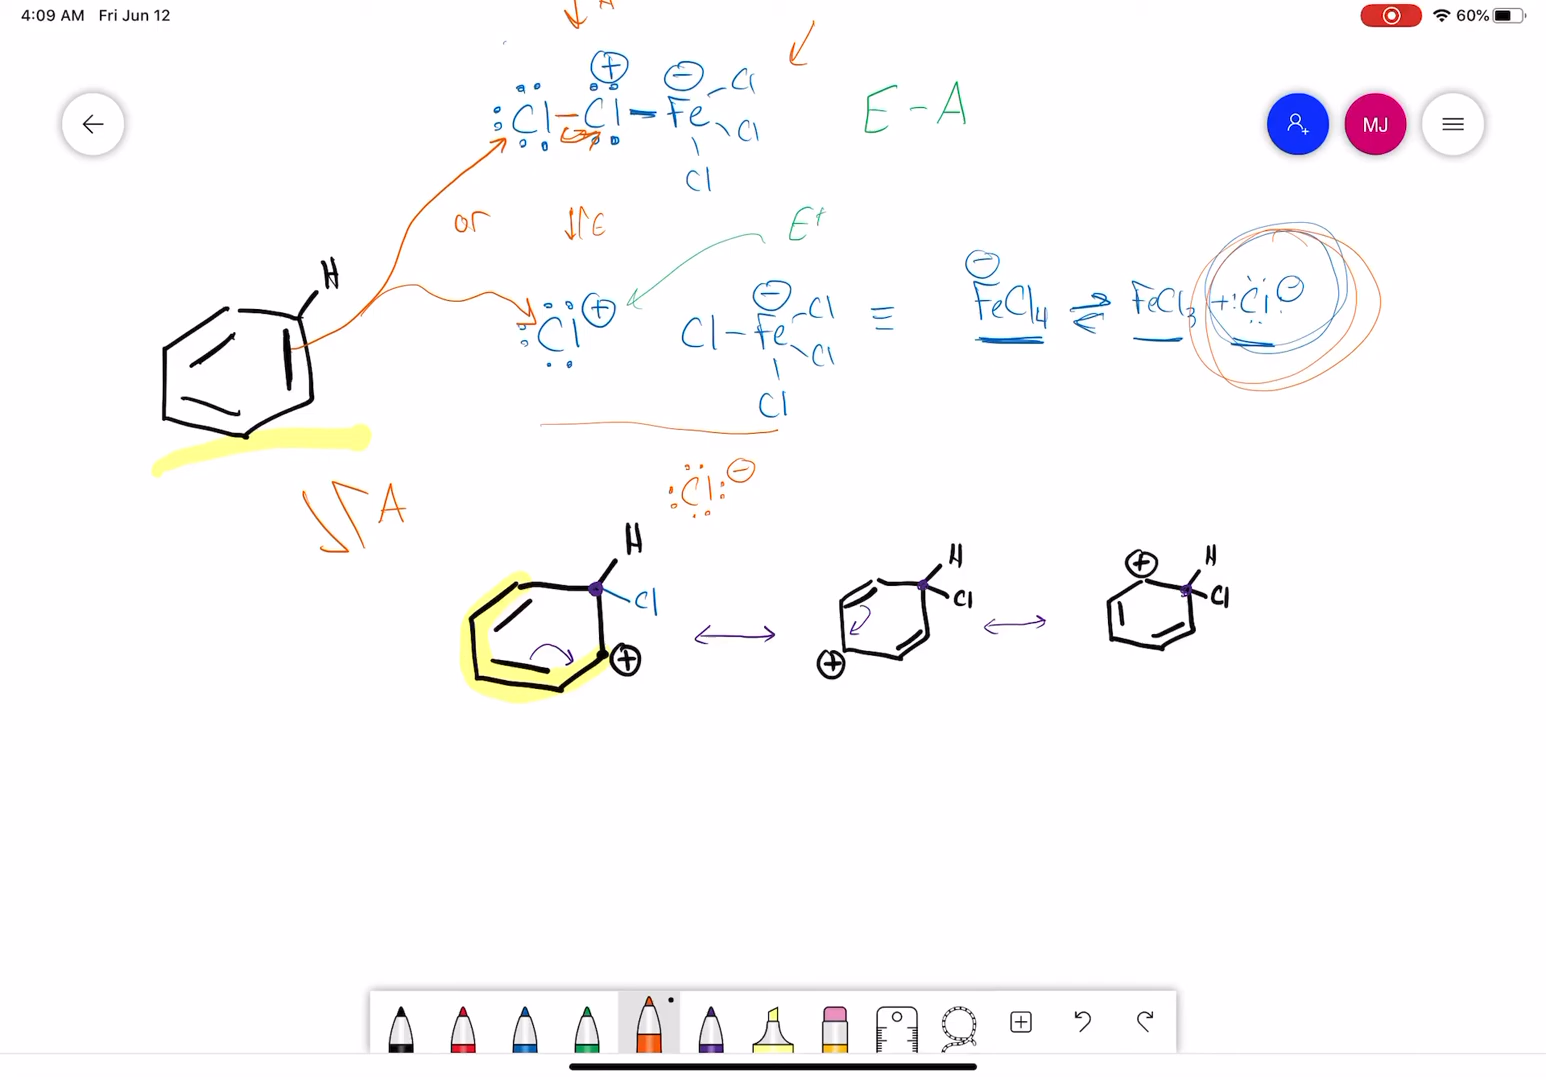 4:09 AM Fri Jun 12
60%
MJ
A
Cl – Cl – Fe Cl
⊕ ⊖
Cl
Cl
E - A
or
E
E+
H
Cl ⊕
Cl – Fe Cl
⊖
Cl
Cl
≡
⊖
FeCl4 ⇌ FeCl3 + :Cl: ⊖
A
:Cl: ⊖
H
Cl
⊕
H
Cl
⊕
⊕
H
Cl